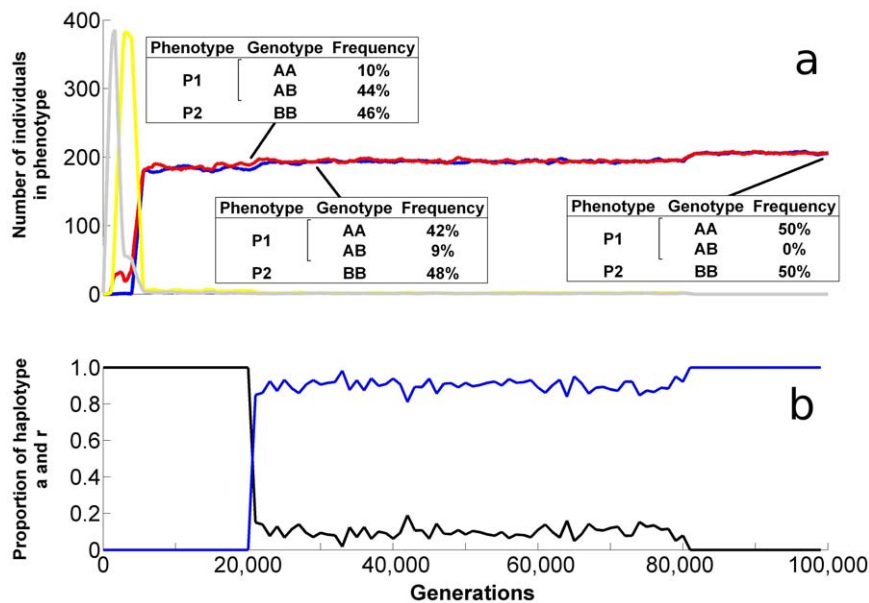 400
300
200
100
0
Number of individuals
in phenotype
a
Phenotype Genotype Frequency
P1
AA 10%
AB 44%
P2 BB 46%
Phenotype Genotype Frequency
P1
AA 42%
AB 9%
P2 BB 48%
Phenotype Genotype Frequency
P1
AA 50%
AB 0%
P2 BB 50%
1.0
0.8
0.6
0.4
0.2
0
Proportion of haplotype
a and r
b
0 20,000 40,000 60,000 80,000 100,000
Generations